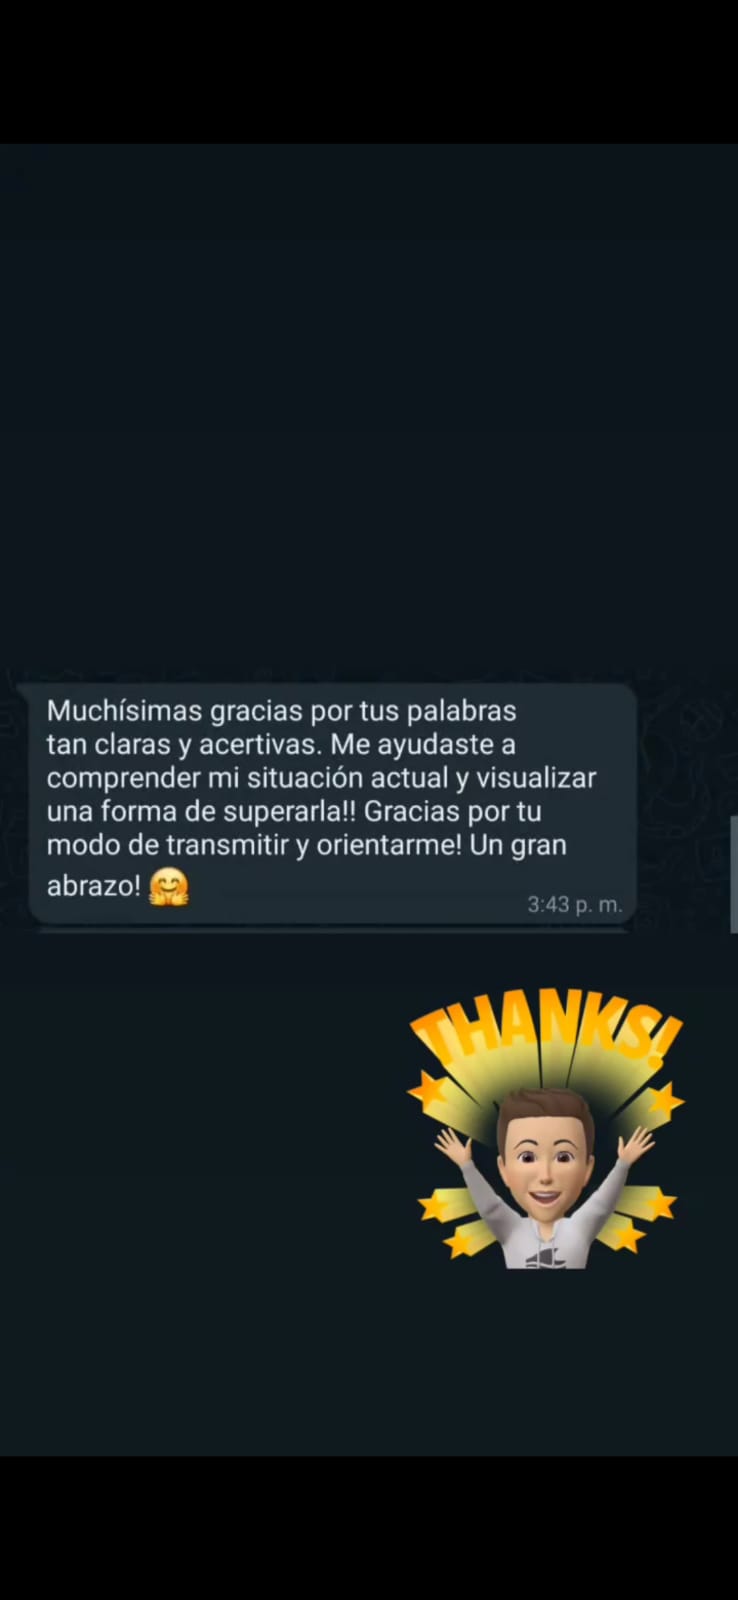 Muchísimas gracias por tus palabras
tan claras y acertivas. Me ayudaste a
comprender mi situación actual y visualizar
una forma de superarla!! Gracias por tu
modo de transmitir y orientarme! Un gran
abrazo! 🤗
3:43 p. m.
THANKS!